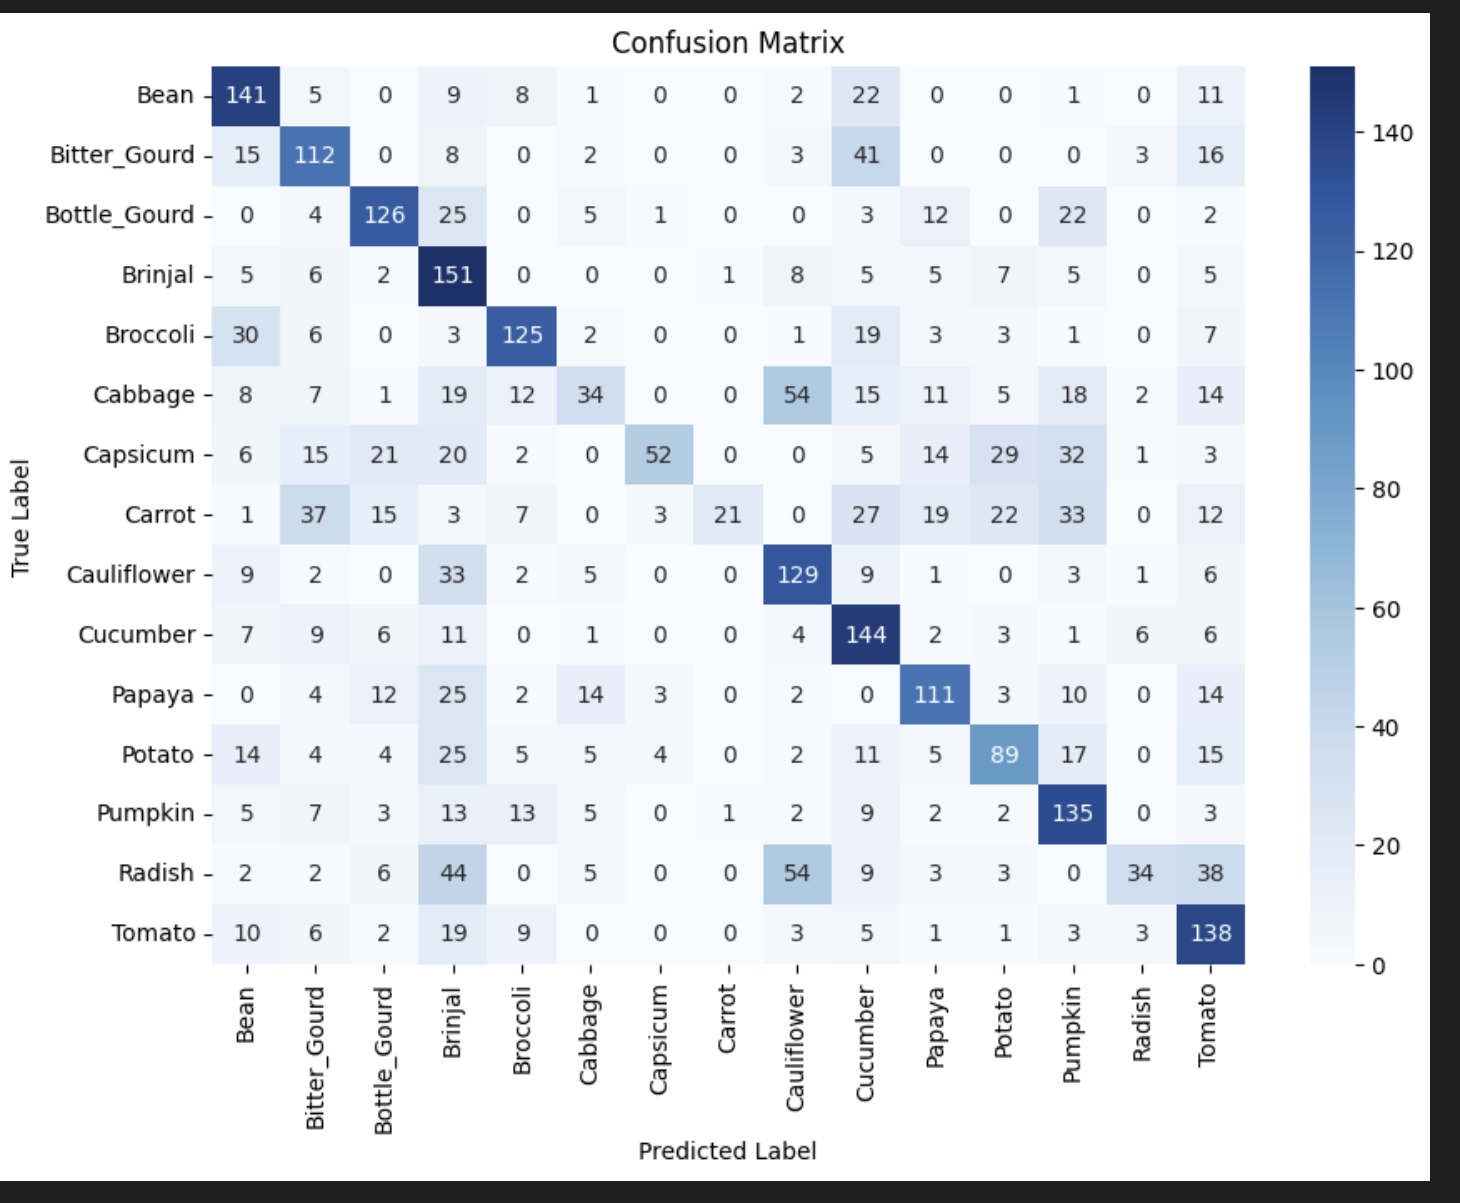 Confusion Matrix
Bean 141 5 0 9 8 1 0 0 2 22 0 0 1 0 11
Bitter_Gourd 15 112 0 8 0 2 0 0 3 41 0 0 0 3 16
Bottle_Gourd 0 4 126 25 0 5 1 0 0 3 12 0 22 0 2
Brinjal 5 6 2 151 0 0 0 1 8 5 5 7 5 0 5
Broccoli 30 6 0 3 125 2 0 0 1 19 3 3 1 0 7
Cabbage 8 7 1 19 12 34 0 0 54 15 11 5 18 2 14
Capsicum 6 15 21 20 2 0 52 0 0 5 14 29 32 1 3
Carrot 1 37 15 3 7 0 3 21 0 27 19 22 33 0 12
Cauliflower 9 2 0 33 2 5 0 0 129 9 1 0 3 1 6
Cucumber 7 9 6 11 0 1 0 0 4 144 2 3 1 6 6
Papaya 0 4 12 25 2 14 3 0 2 0 111 3 10 0 14
Potato 14 4 4 25 5 5 4 0 2 11 5 89 17 0 15
Pumpkin 5 7 3 13 13 5 0 1 2 9 2 2 135 0 3
Radish 2 2 6 44 0 5 0 0 54 9 3 3 0 34 38
Tomato 10 6 2 19 9 0 0 0 3 5 1 1 3 3 138
True Label
Bean Bitter_Gourd Bottle_Gourd Brinjal Broccoli Cabbage Capsicum Carrot Cauliflower Cucumber Papaya Potato Pumpkin Radish Tomato
Predicted Label
140
120
100
80
60
40
20
0